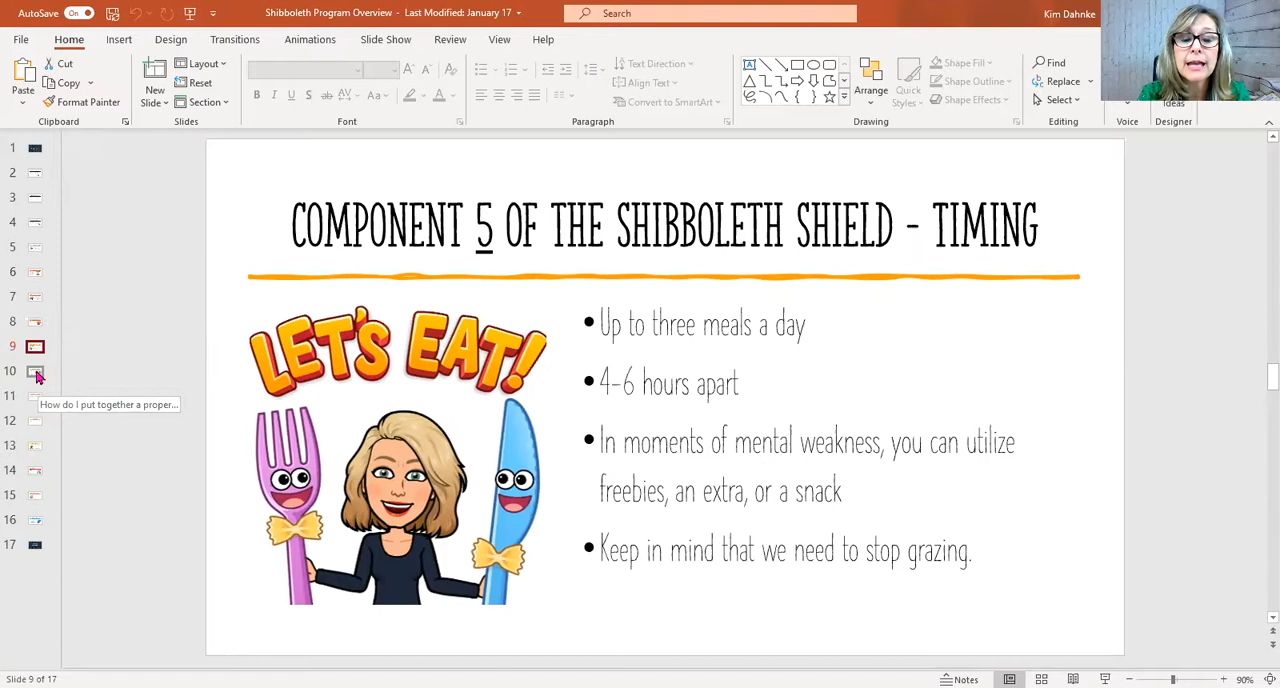 AutoSave On
Shibboleth Program Overview - Last Modified: January 17
Search
Kim Dahnke
File Home Insert Design Transitions Animations Slide Show Review View Help
Paste
Cut
Copy
Format Painter
Clipboard
New
Slide
Layout
Reset
Section
Slides
B I U S ab AV Aa A
Font
Text Direction
Align Text
Convert to SmartArt
Paragraph
Arrange
Quick
Styles
Shape Fill
Shape Outline
Shape Effects
Drawing
Find
Replace
Select
Editing
Voice
Ideas
Designer
1
2
3
4
5
6
7
8
9
10
How do I put together a proper...
11
12
13
14
15
16
17
COMPONENT 5 OF THE SHIBBOLETH SHIELD - TIMING
LET'S EAT!
•Up to three meals a day
•4-6 hours apart
•In moments of mental weakness, you can utilize
freebies, an extra, or a snack
•Keep in mind that we need to stop grazing.
Slide 9 of 17
Notes
90%